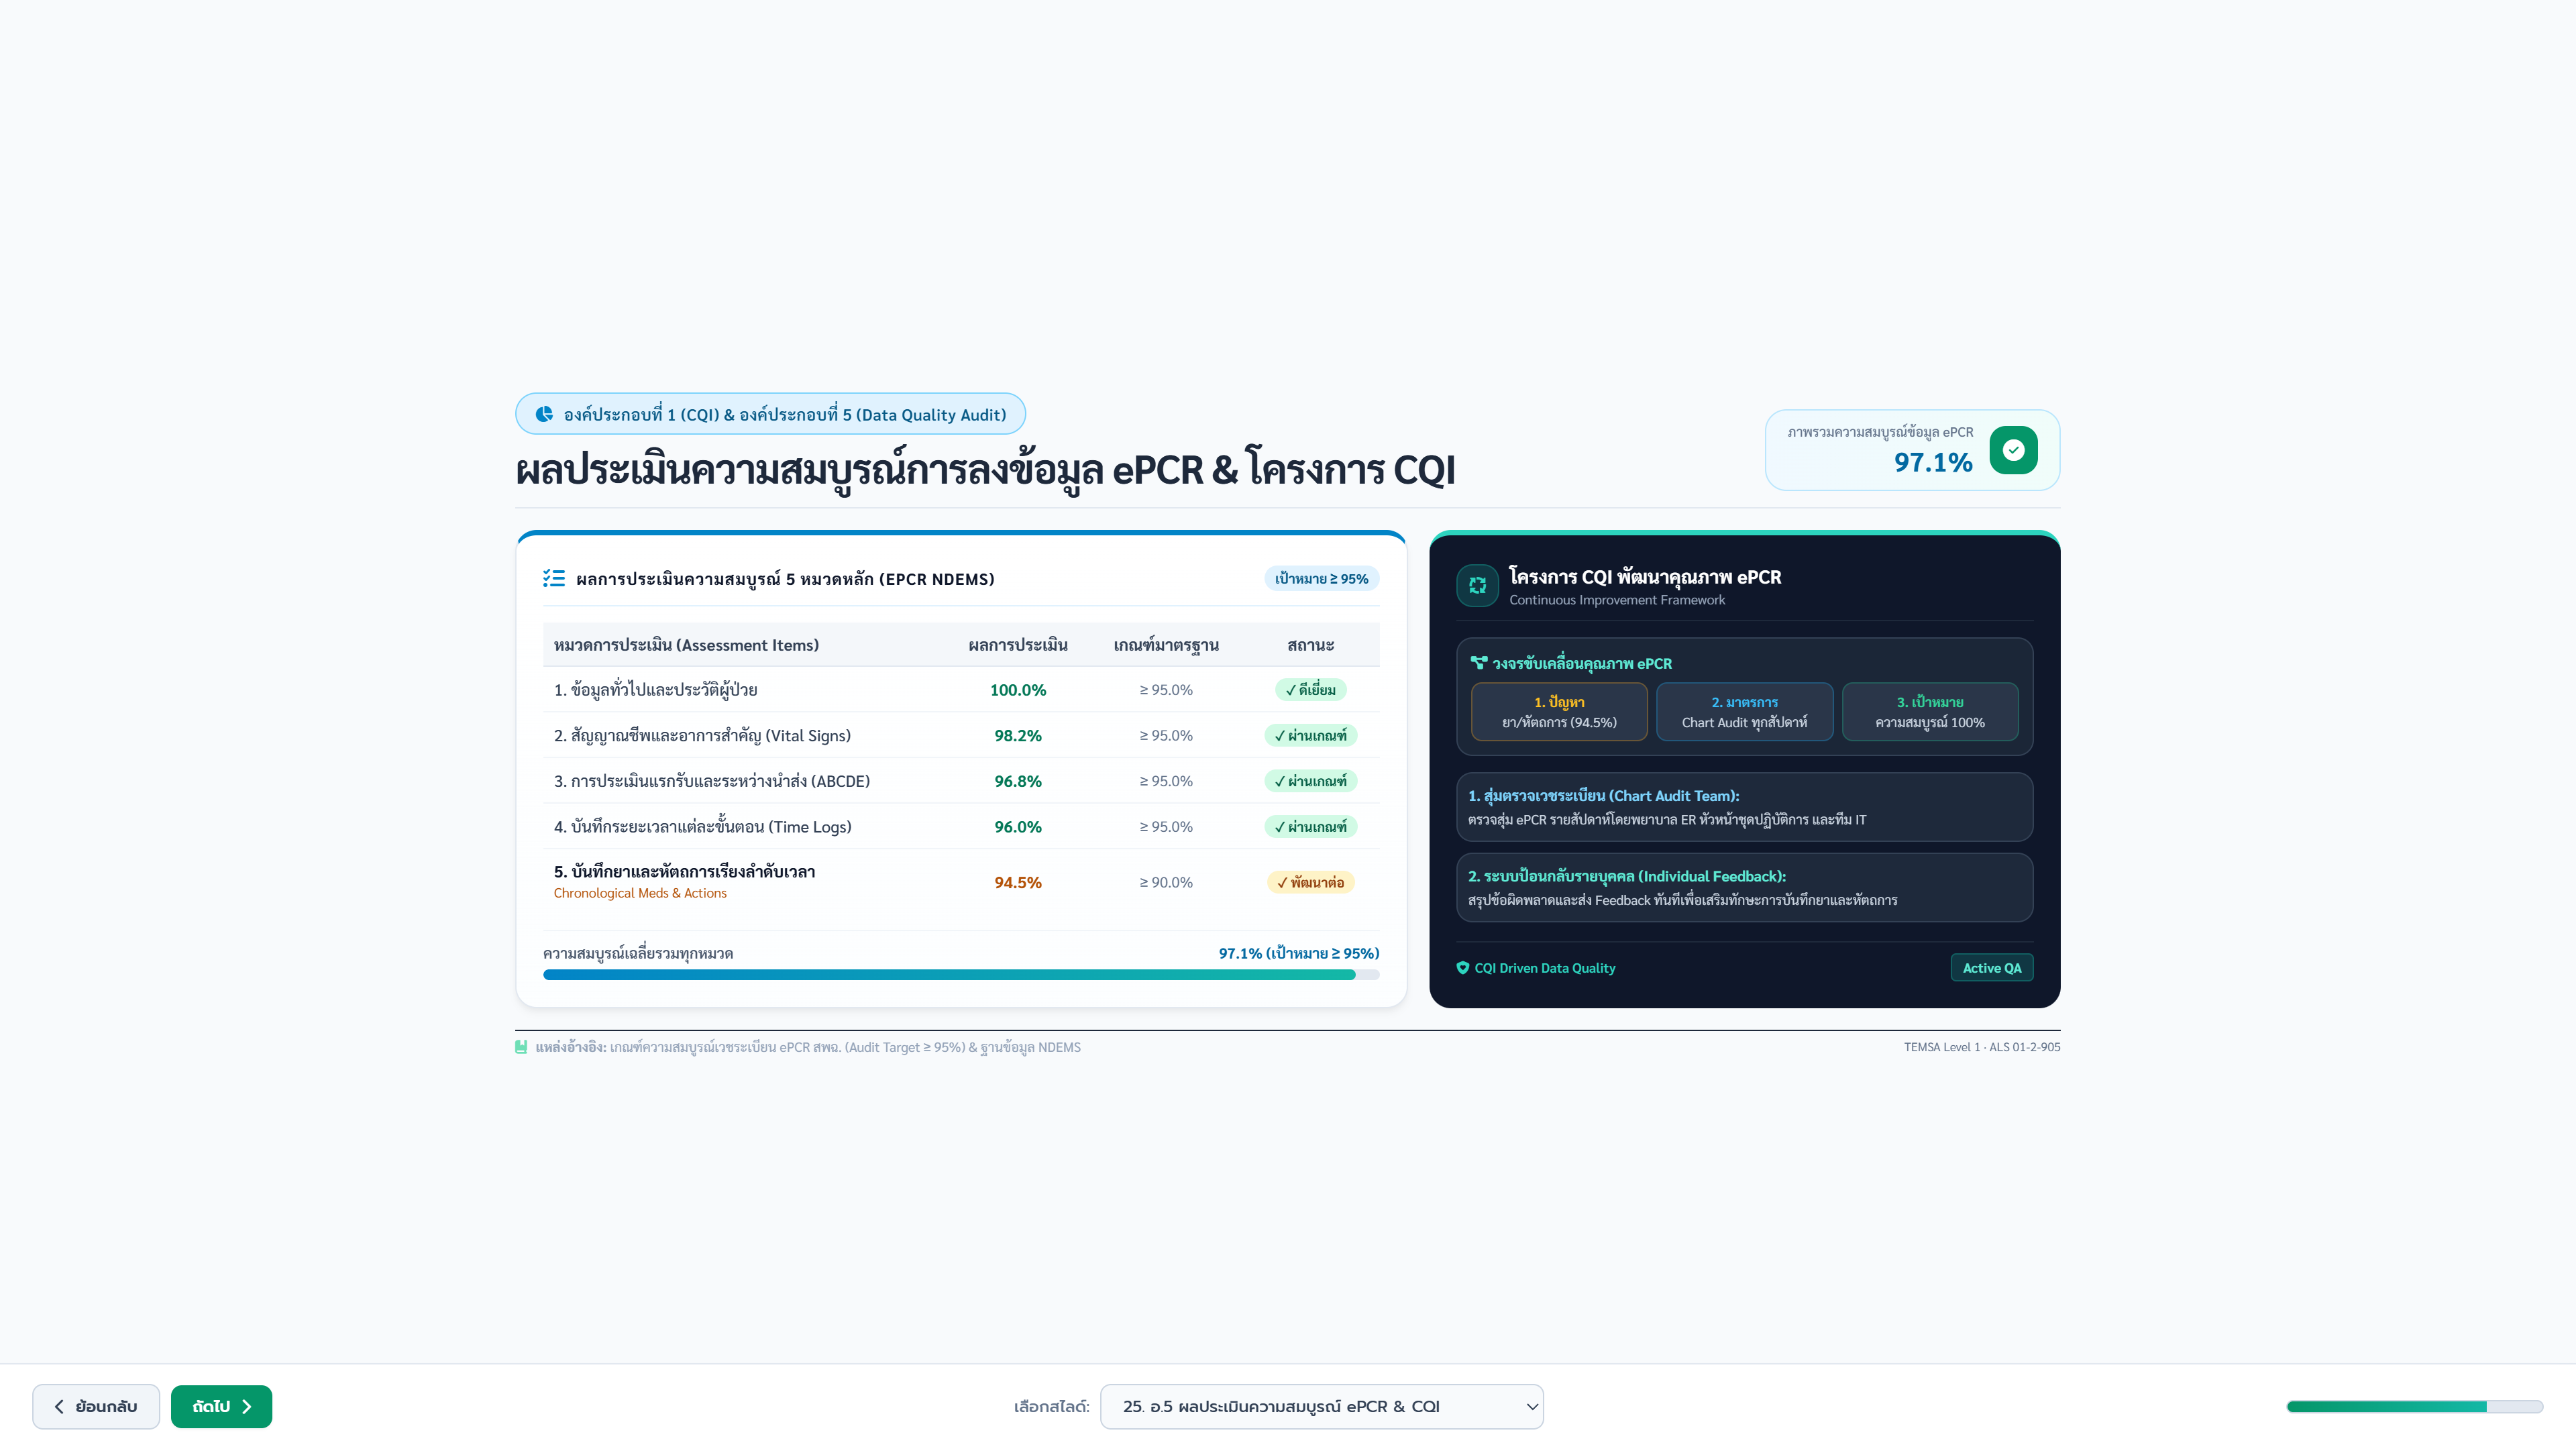 องค์ประกอบที่ 1 (CQI) & องค์ประกอบที่ 5 (Data Quality Audit)
ผลประเมินความสมบูรณ์การลงข้อมูล ePCR & โครงการ CQI
ภาพรวมความสมบูรณ์ข้อมูล ePCR
97.1%
ผลการประเมินความสมบูรณ์ 5 หมวดหลัก (EPCR NDEMS)
เป้าหมาย ≥ 95%
หมวดการประเมิน (Assessment Items) ผลการประเมิน เกณฑ์มาตรฐาน สถานะ
1. ข้อมูลทั่วไปและประวัติผู้ป่วย 100.0% ≥ 95.0% ✓ ดีเยี่ยม
2. สัญญาณชีพและอาการสำคัญ (Vital Signs) 98.2% ≥ 95.0% ✓ ผ่านเกณฑ์
3. การประเมินแรกรับและระหว่างนำส่ง (ABCDE) 96.8% ≥ 95.0% ✓ ผ่านเกณฑ์
4. บันทึกระยะเวลาแต่ละขั้นตอน (Time Logs) 96.0% ≥ 95.0% ✓ ผ่านเกณฑ์
5. บันทึกยาและหัตถการเรียงลำดับเวลา
Chronological Meds & Actions
94.5% ≥ 90.0% ✓ พัฒนาต่อ
ความสมบูรณ์เฉลี่ยรวมทุกหมวด 97.1% (เป้าหมาย ≥ 95%)
โครงการ CQI พัฒนาคุณภาพ ePCR
Continuous Improvement Framework
วงจรขับเคลื่อนคุณภาพ ePCR
1. ปัญหา
ยา/หัตถการ (94.5%)
2. มาตรการ
Chart Audit ทุกสัปดาห์
3. เป้าหมาย
ความสมบูรณ์ 100%
1. สุ่มตรวจเวชระเบียน (Chart Audit Team):
ตรวจสุ่ม ePCR รายสัปดาห์โดยพยาบาล ER หัวหน้าชุดปฏิบัติการ และทีม IT
2. ระบบป้อนกลับรายบุคคล (Individual Feedback):
สรุปข้อผิดพลาดและส่ง Feedback ทันทีเพื่อเสริมทักษะการบันทึกยาและหัตถการ
CQI Driven Data Quality
Active QA
แหล่งอ้างอิง: เกณฑ์ความสมบูรณ์เวชระเบียน ePCR สพฉ. (Audit Target ≥ 95%) & ฐานข้อมูล NDEMS
TEMSA Level 1 · ALS 01-2-905
ย้อนกลับ
ถัดไป
เลือกสไลด์:
25. อ.5 ผลประเมินความสมบูรณ์ ePCR & CQI